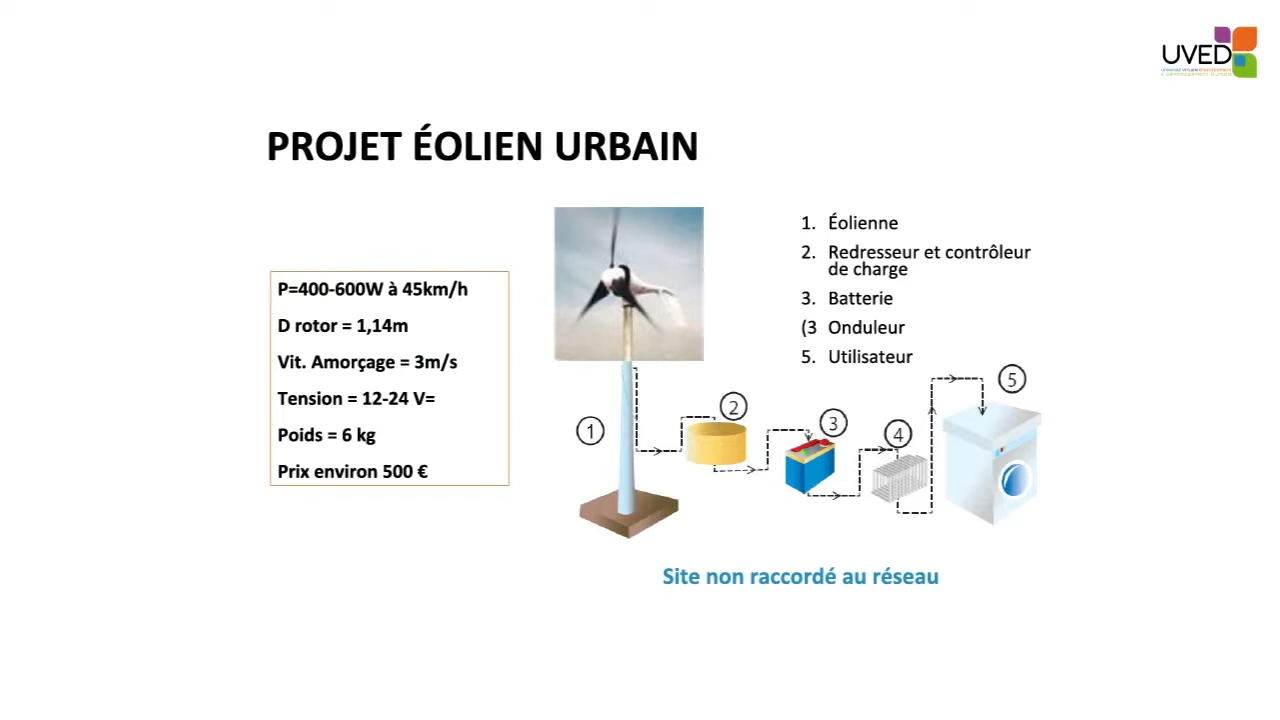 UVED
PROJET ÉOLIEN URBAIN
P=400-600W à 45km/h
D rotor = 1,14m
Vit. Amorçage = 3m/s
Tension = 12-24 V=
Poids = 6 kg
Prix environ 500 €
1. Éolienne
2. Redresseur et contrôleur
de charge
3. Batterie
(3 Onduleur
5. Utilisateur
1
2
3
4
5
Site non raccordé au réseau